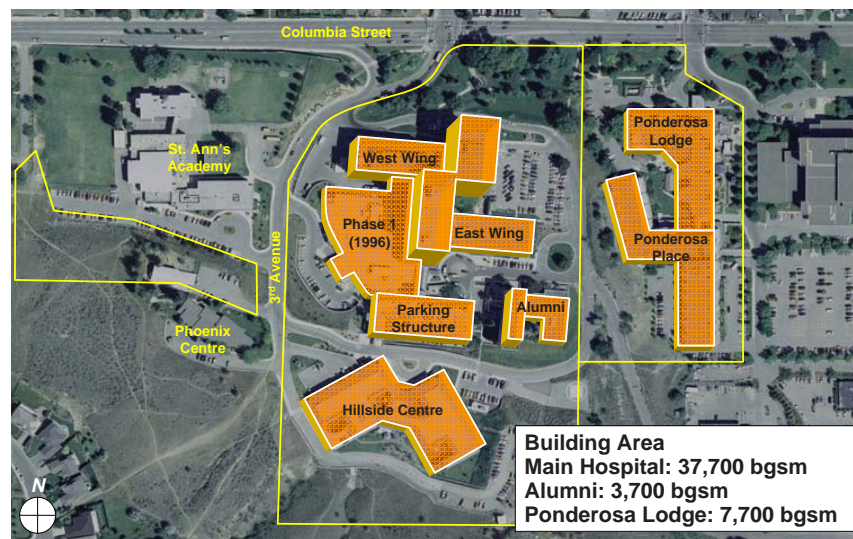 Columbia Street
Ponderosa
Lodge
St. Ann's
Academy
West Wing
Phase 1
(1996)
East Wing
3rd Avenue
Ponderosa
Place
Parking
Structure
Alumni
Phoenix
Centre
Hillside Centre
Building Area
Main Hospital: 37,700 bgsm
Alumni: 3,700 bgsm
Ponderosa Lodge: 7,700 bgsm
N